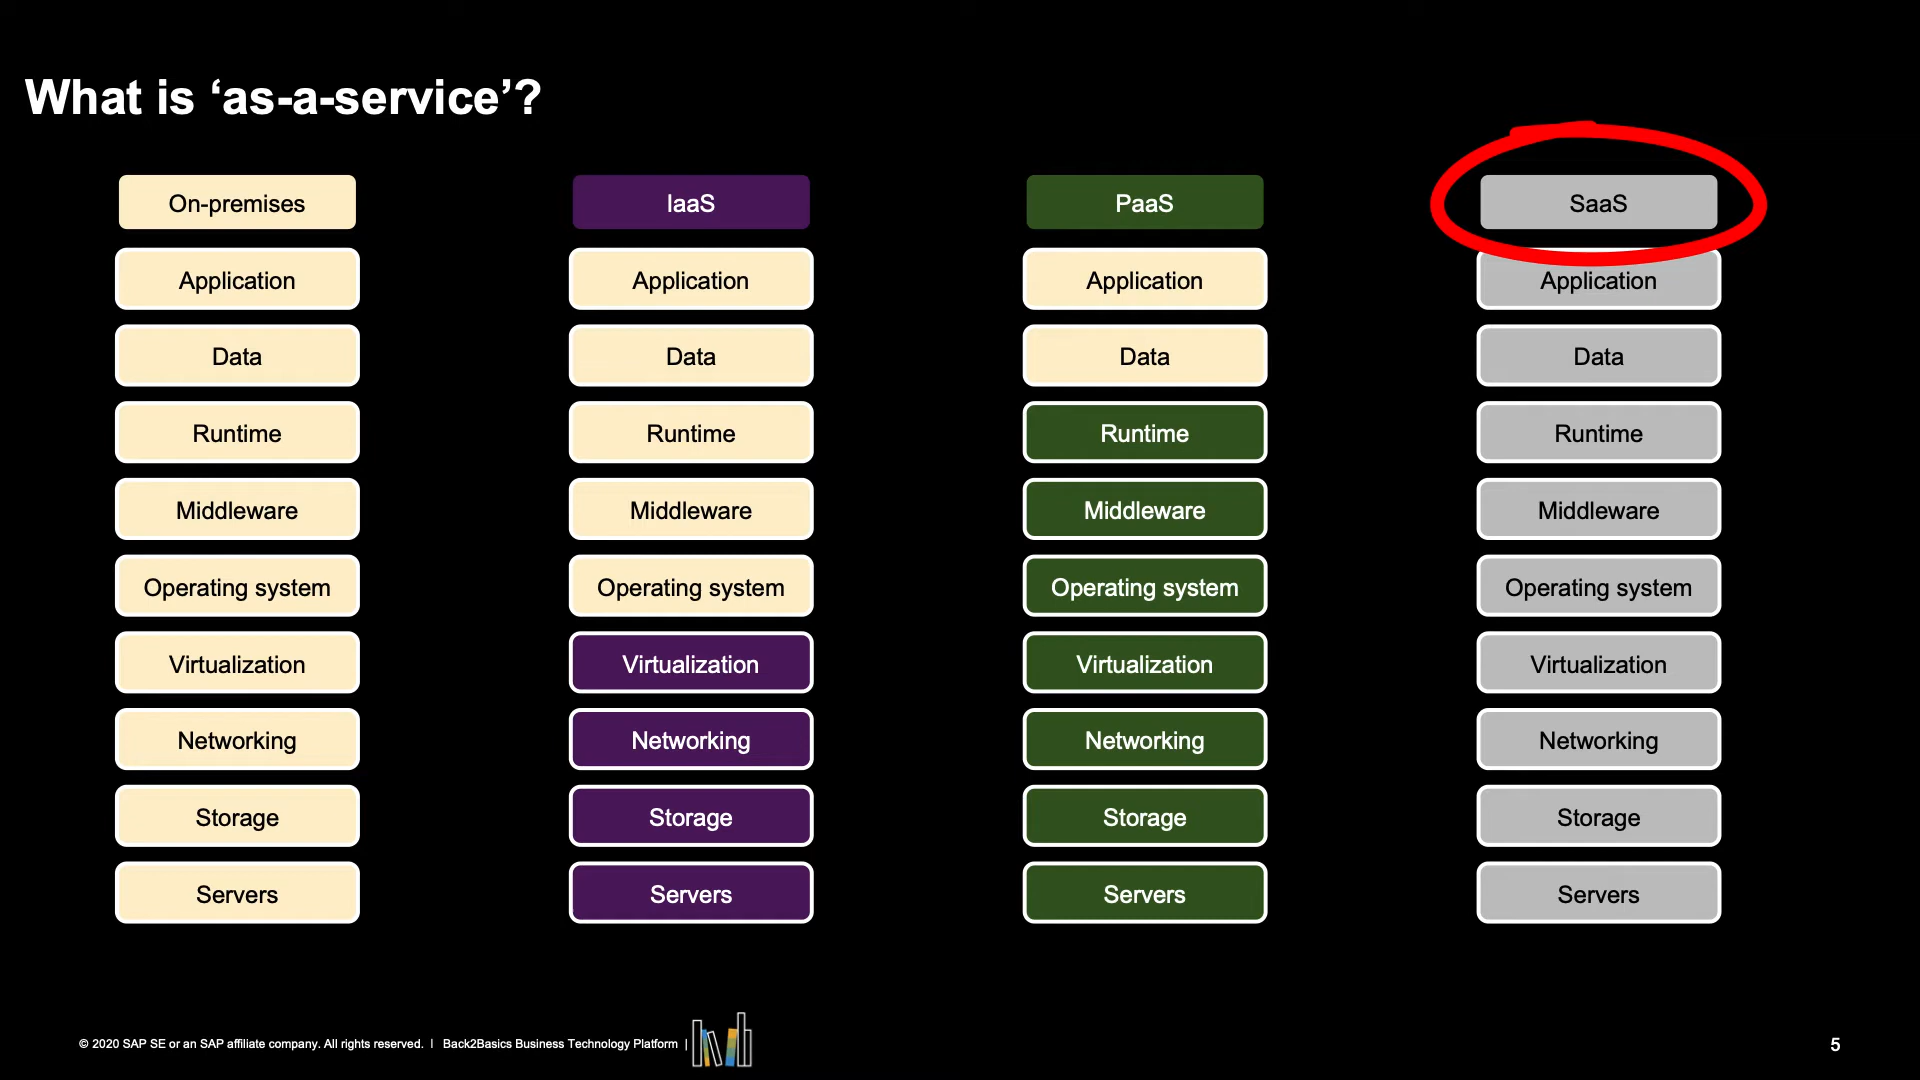 What is ‘as-a-service’?
On-premises
Application
Data
Runtime
Middleware
Operating system
Virtualization
Networking
Storage
Servers
IaaS
Application
Data
Runtime
Middleware
Operating system
Virtualization
Networking
Storage
Servers
PaaS
Application
Data
Runtime
Middleware
Operating system
Virtualization
Networking
Storage
Servers
SaaS
Application
Data
Runtime
Middleware
Operating system
Virtualization
Networking
Storage
Servers
© 2020 SAP SE or an SAP affiliate company. All rights reserved. | Back2Basics Business Technology Platform |
5